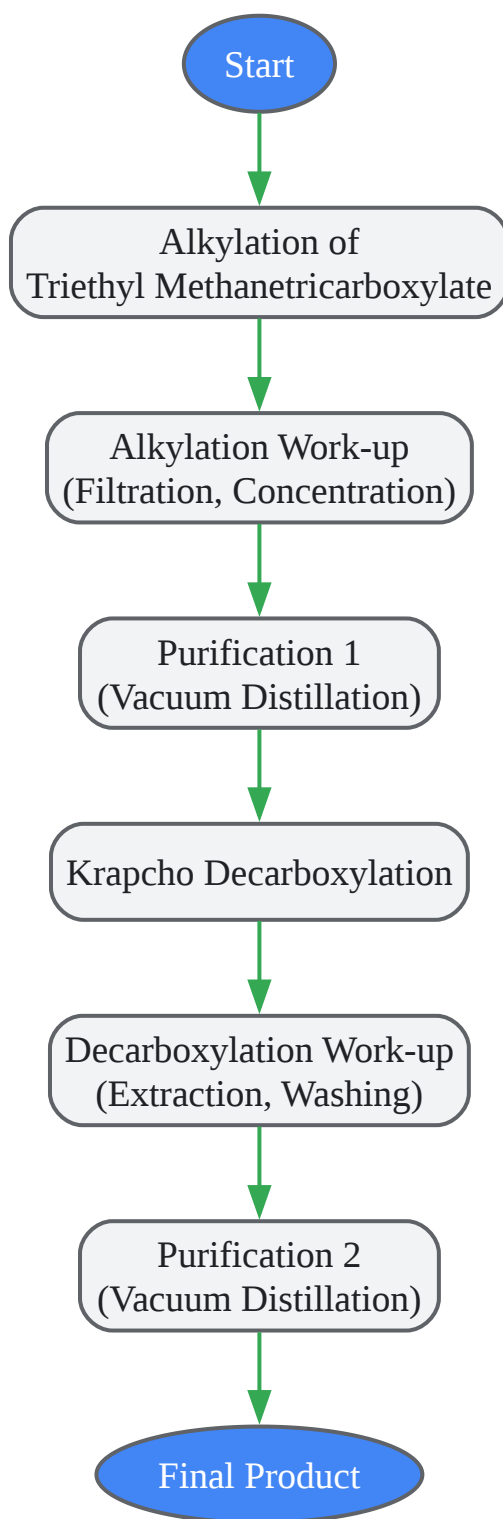 Start
Alkylation of
Triethyl Methanetricarboxylate
Alkylation Work-up
(Filtration, Concentration)
Purification 1
(Vacuum Distillation)
Krapcho Decarboxylation
Decarboxylation Work-up
(Extraction, Washing)
Purification 2
(Vacuum Distillation)
Final Product